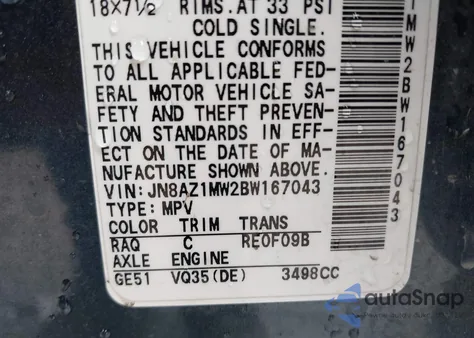 18X7½ RIMS.AT 33 PSI
COLD SINGLE.
THIS VEHICLE CONFORMS
TO ALL APPLICABLE FED-
ERAL MOTOR VEHICLE SA-
FETY AND THEFT PREVEN-
TION STANDARDS IN EFF-
ECT ON THE DATE OF MA-
NUFACTURE SHOWN ABOVE.
VIN:JN8AZ1MW2BW167043
TYPE:MPV
COLOR TRIM TRANS
RAQ C RE0F09B
AXLE ENGINE
GE51 VQ35(DE) 3498CC
1MW2BW167043
autoSnap